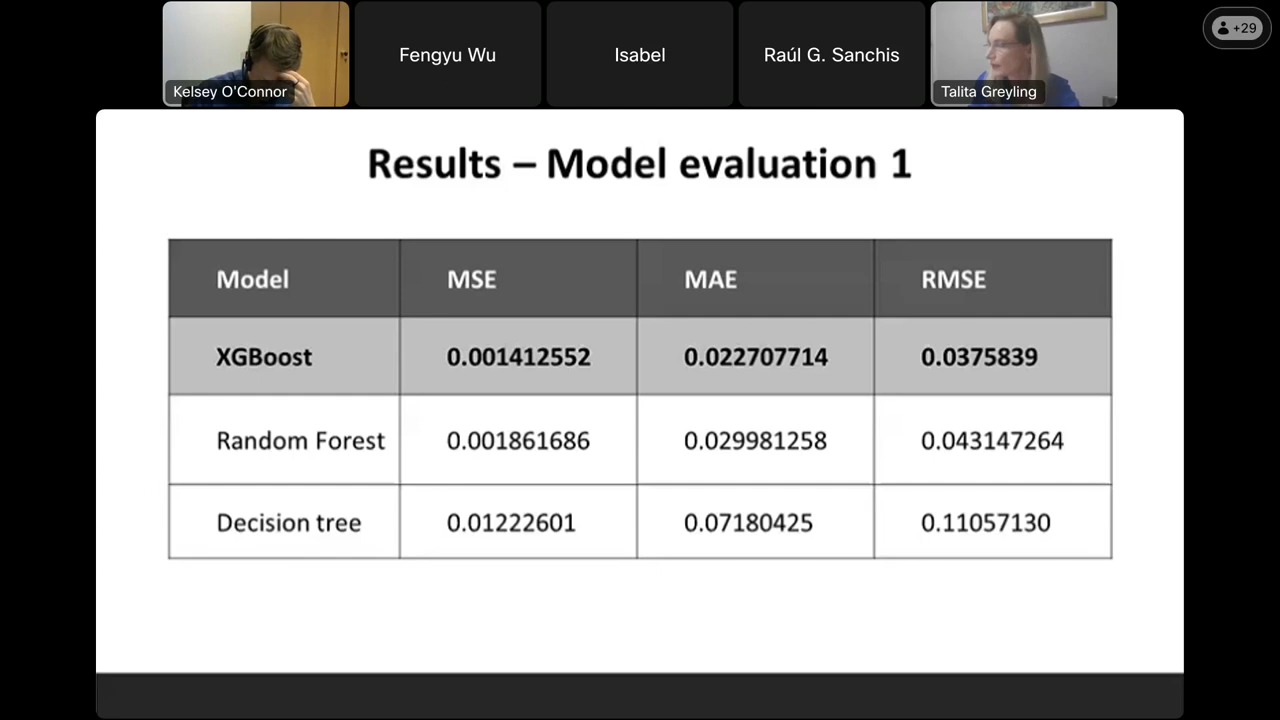 Kelsey O'Connor
Fengyu Wu
Isabel
Raúl G. Sanchis
Talita Greyling
+29
Results – Model evaluation 1
Model MSE MAE RMSE
XGBoost 0.001412552 0.022707714 0.0375839
Random Forest 0.001861686 0.029981258 0.043147264
Decision tree 0.01222601 0.07180425 0.11057130